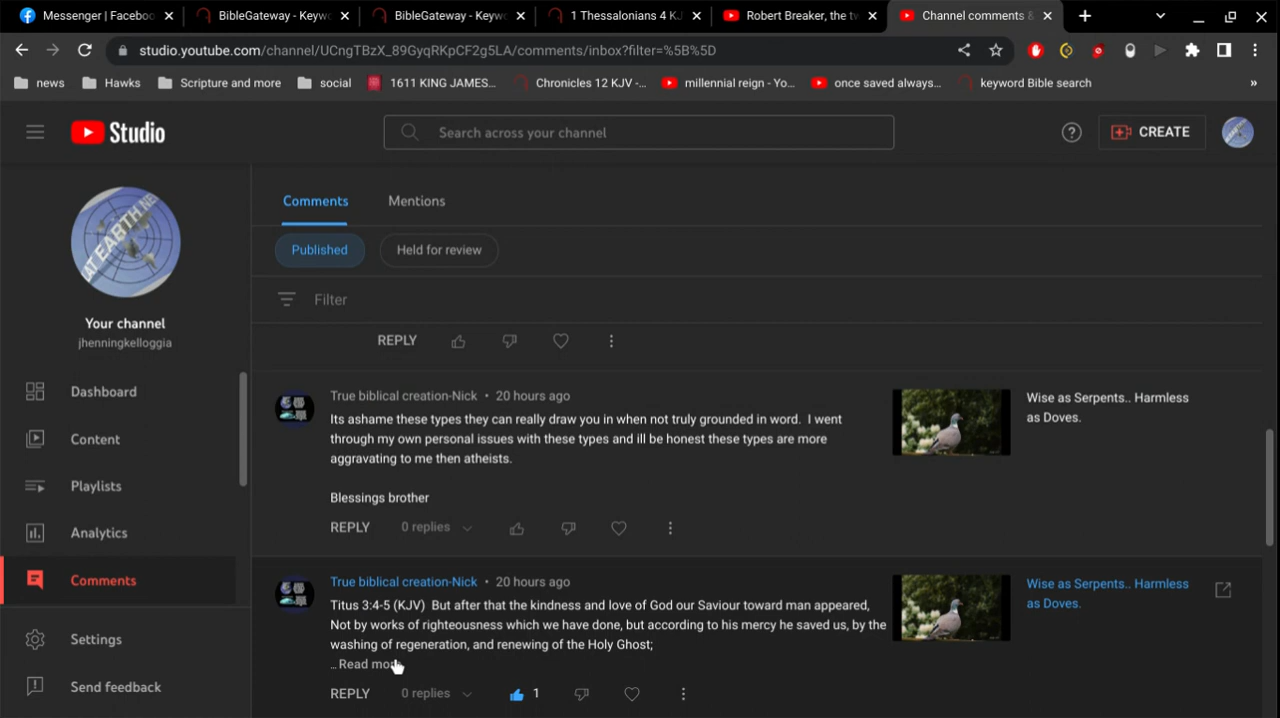 Messenger | Faceboo
BibleGateway - Keyw
BibleGateway - Keyw
1 Thessalonians 4 KJ
Robert Breaker, the tw
Channel comments &
studio.youtube.com/channel/UCngTBzX_89GyqRKpCF2g5LA/comments/inbox?filter=%5B%5D
news
Hawks
Scripture and more
social
1611 KING JAMES...
Chronicles 12 KJV -...
millennial reign - Yo...
once saved always...
keyword Bible search
»
Studio
Search across your channel
CREATE
AT EARTH NE
Your channel
jhenningkelloggia
Dashboard
Content
Playlists
Analytics
Comments
Settings
Send feedback
Comments
Mentions
Published
Held for review
Filter
REPLY
True biblical creation-Nick • 20 hours ago
Its ashame these types they can really draw you in when not truly grounded in word. I went
through my own personal issues with these types and ill be honest these types are more
aggravating to me then atheists.
Blessings brother
REPLY 0 replies
Wise as Serpents.. Harmless
as Doves.
True biblical creation-Nick • 20 hours ago
Titus 3:4-5 (KJV) But after that the kindness and love of God our Saviour toward man appeared,
Not by works of righteousness which we have done, but according to his mercy he saved us, by the
washing of regeneration, and renewing of the Holy Ghost;
...Read more
REPLY 0 replies 1
Wise as Serpents.. Harmless
as Doves.